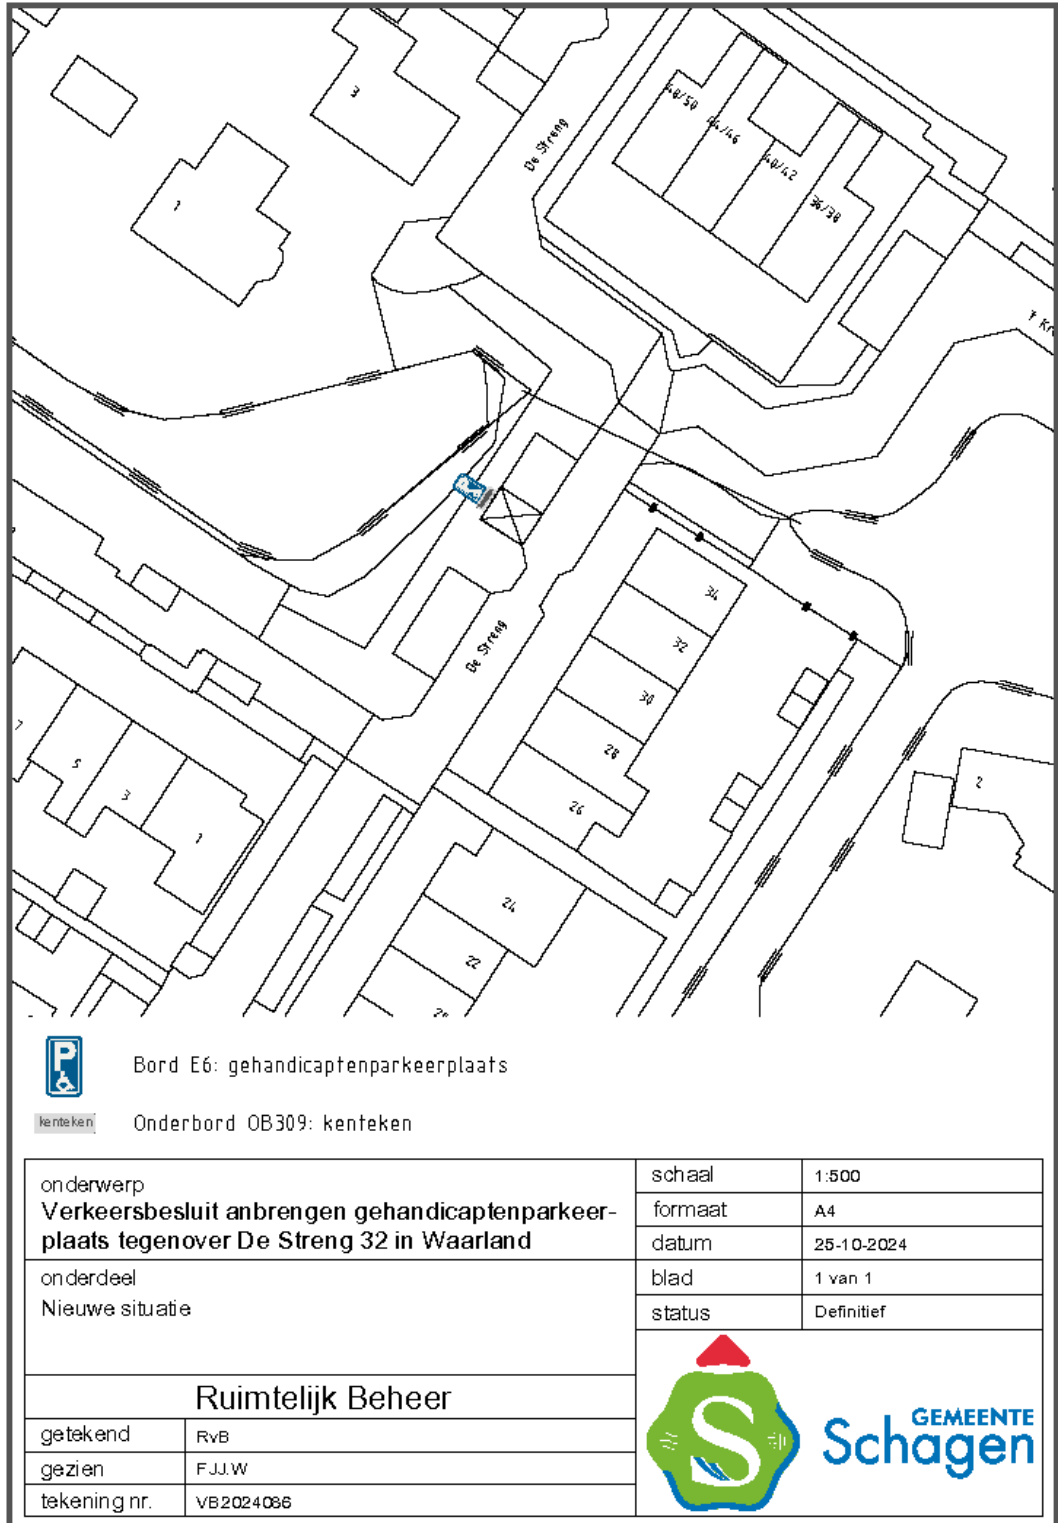 3
De Streng
48/50
44/46
40/42
36/38
1
34
32
De Streng
30
28
7
5
3
26
2
1
24
22
Bord E6: gehandicaptenparkeerplaats
kenteken
Onderbord OB309: kenteken
onderwerp
Verkeersbesluit anbrengen gehandicaptenparkeer-
plaats tegenover De Streng 32 in Waarland
schaal 1:500
formaat A4
datum 25-10-2024
onderdeel
Nieuwe situatie
blad 1 van 1
status Definitief
Ruimtelijk Beheer
getekend RvB
gezien FJJ.W
tekening nr. VB2024086
S
GEMEENTE
Schagen